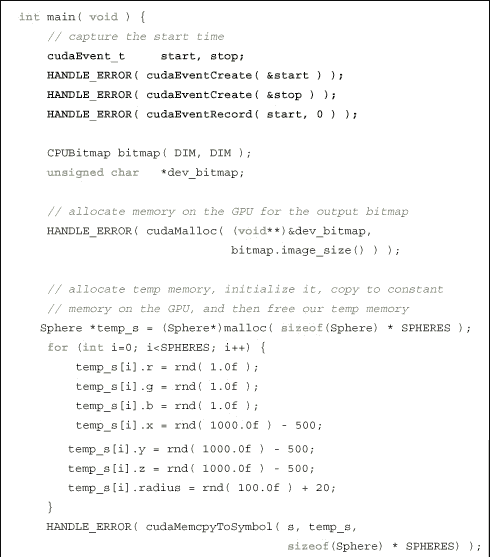 int main( void ) {
// capture the start time
cudaEvent_t     start, stop;
HANDLE_ERROR( cudaEventCreate( &start ) );
HANDLE_ERROR( cudaEventCreate( &stop ) );
HANDLE_ERROR( cudaEventRecord( start, 0 ) );
CPUBitmap bitmap( DIM, DIM );
unsigned char   *dev_bitmap;
// allocate memory on the GPU for the output bitmap
HANDLE_ERROR( cudaMalloc( (void**)&dev_bitmap,
bitmap.image_size() ) );
// allocate temp memory, initialize it, copy to constant
// memory on the GPU, and then free our temp memory
Sphere *temp_s = (Sphere*)malloc( sizeof(Sphere) * SPHERES );
for (int i=0; i<SPHERES; i++) {
temp_s[i].r = rnd( 1.0f );
temp_s[i].g = rnd( 1.0f );
temp_s[i].b = rnd( 1.0f );
temp_s[i].x = rnd( 1000.0f ) - 500;
temp_s[i].y = rnd( 1000.0f ) - 500;
temp_s[i].z = rnd( 1000.0f ) - 500;
temp_s[i].radius = rnd( 100.0f ) + 20;
}
HANDLE_ERROR( cudaMemcpyToSymbol( s, temp_s,
sizeof(Sphere) * SPHERES) );